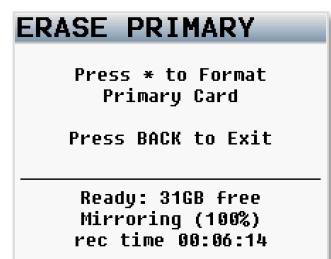 ERASE PRIMARY
Press * to Format
Primary Card
Press BACK to Exit
Ready: 31GB free
Mirroring (100%)
rec time 00:06:14